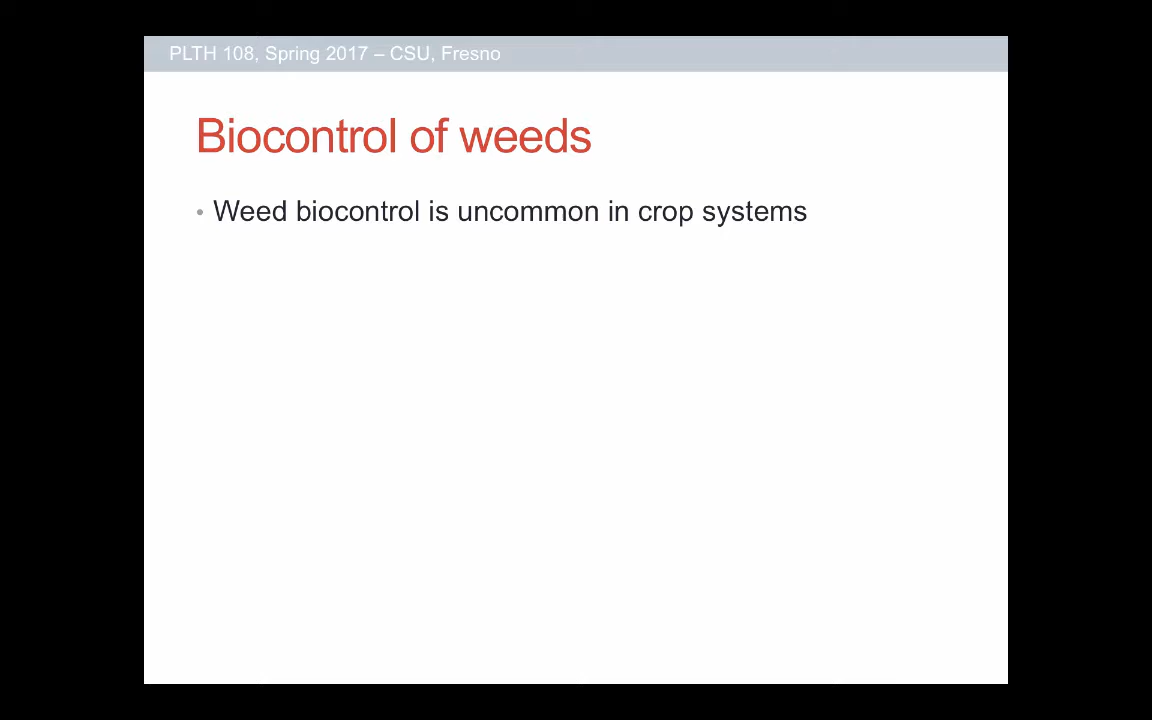 PLTH 108, Spring 2017 – CSU, Fresno
Biocontrol of weeds
• Weed biocontrol is uncommon in crop systems